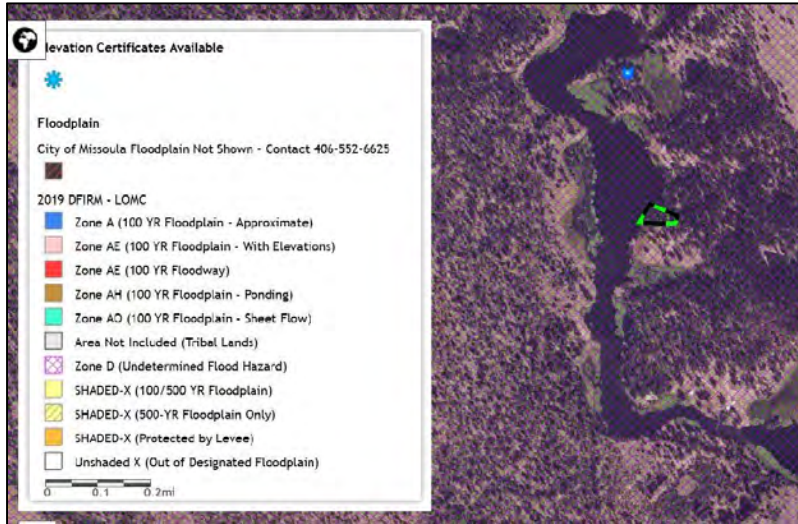 Elevation Certificates Available
Floodplain
City of Missoula Floodplain Not Shown - Contact 406-552-6625
2019 DFIRM - LOMC
Zone A (100 YR Floodplain - Approximate)
Zone AE (100 YR Floodplain - With Elevations)
Zone AE (100 YR Floodway)
Zone AH (100 YR Floodplain - Ponding)
Zone AO (100 YR Floodplain - Sheet Flow)
Area Not Included (Tribal Lands)
Zone D (Undetermined Flood Hazard)
SHADED-X (100/500 YR Floodplain)
SHADED-X (500-YR Floodplain Only)
SHADED-X (Protected by Levee)
Unshaded X (Out of Designated Floodplain)
0 0.1 0.2mi